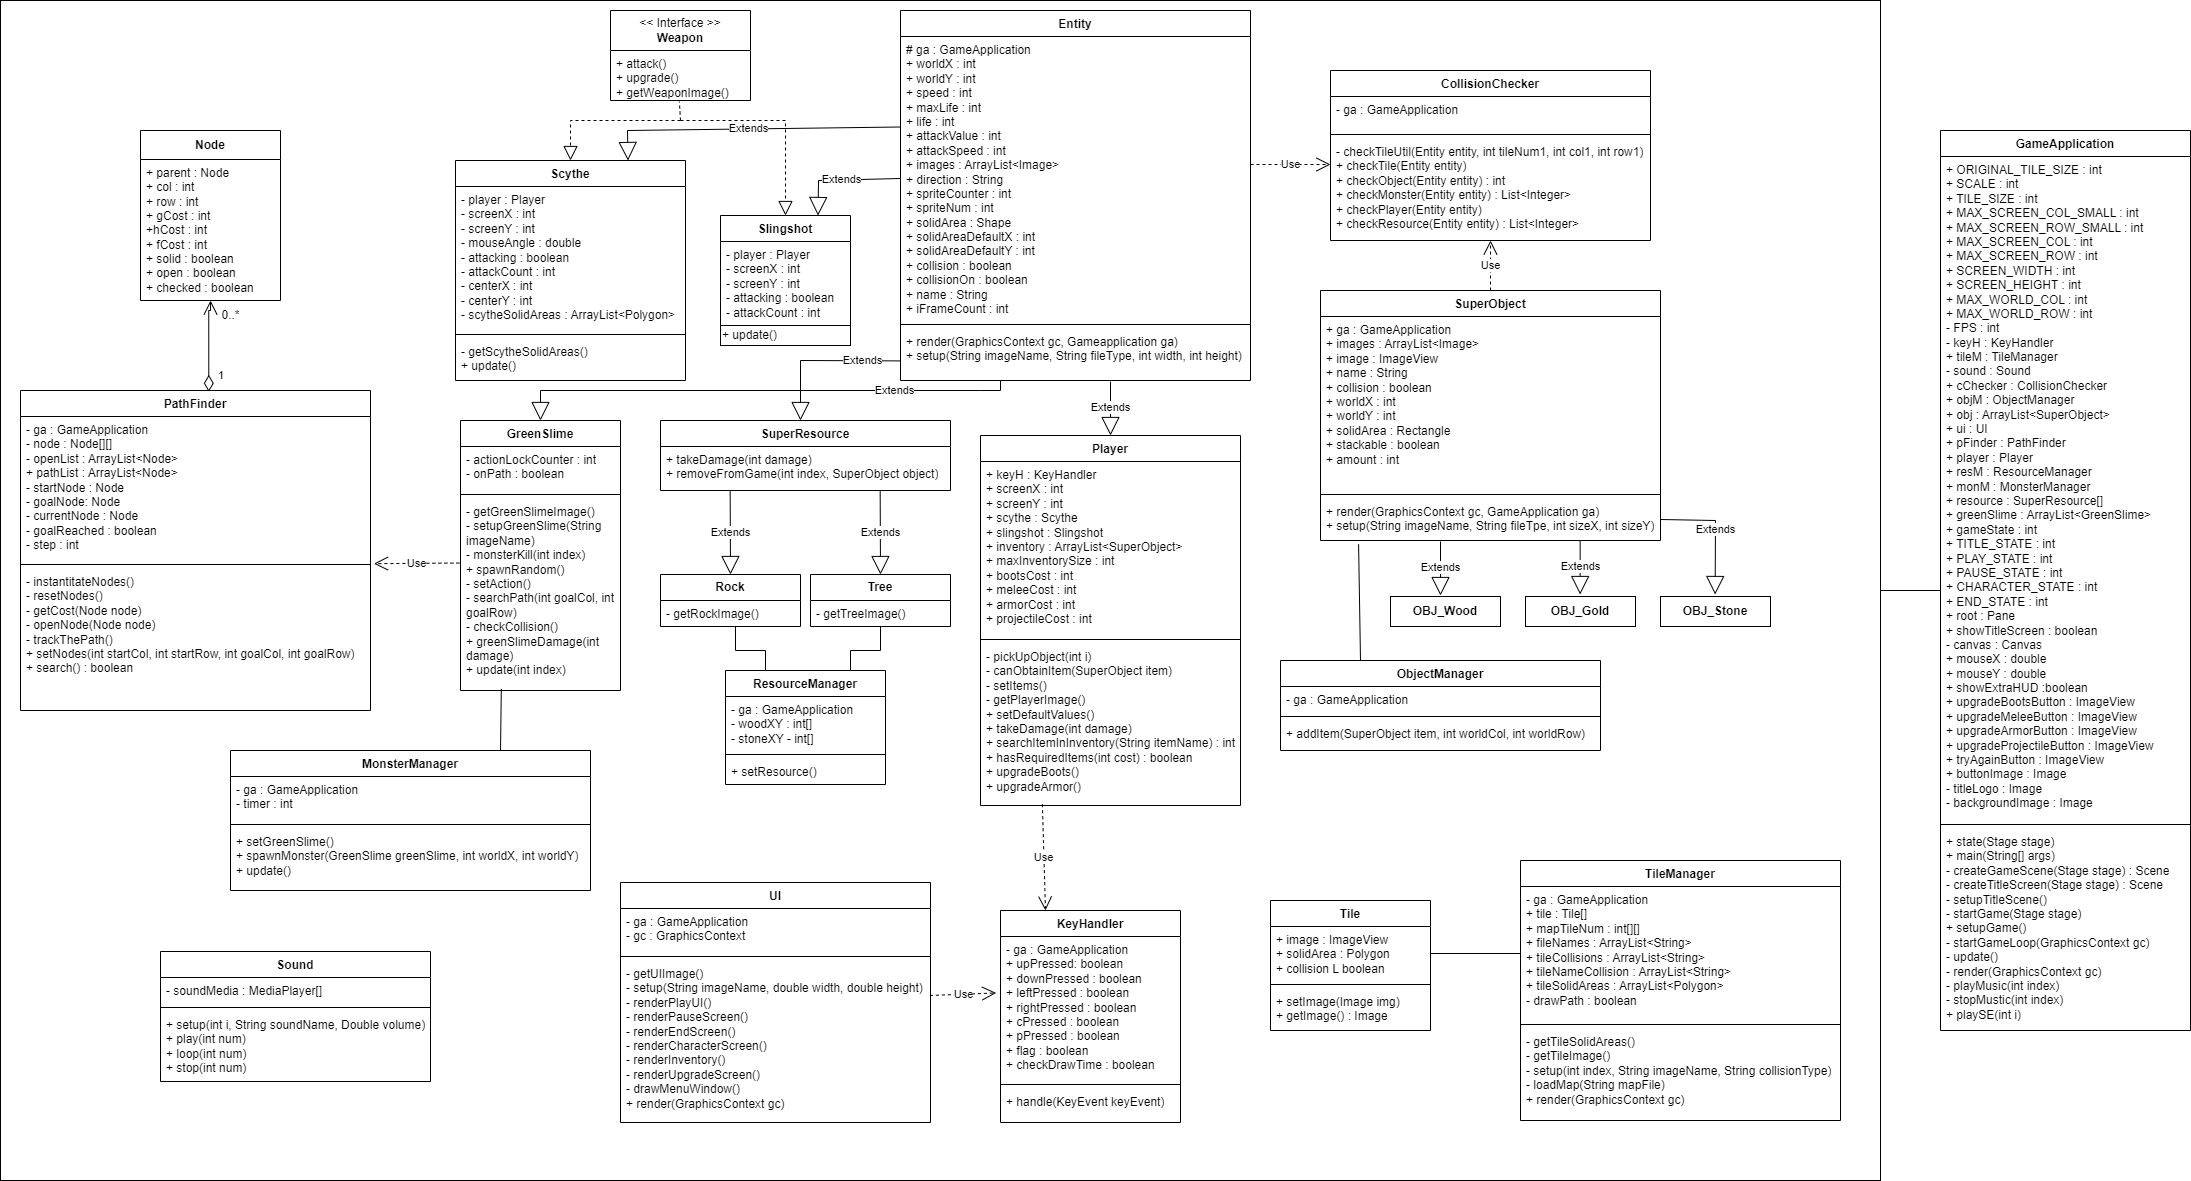 << Interface >>
Weapon
+ attack()
+ upgrade()
+ getWeaponImage()
Entity
# ga : GameApplication
+ worldX : int
+ worldY : int
+ speed : int
+ maxLife : int
+ life : int
+ attackValue : int
+ attackSpeed : int
+ images : ArrayList<Image>
+ direction : String
+ spriteCounter : int
+ spriteNum : int
+ solidArea : Shape
+ solidAreaDefaultX : int
+ solidAreaDefaultY : int
+ collision : boolean
+ collisionOn : boolean
+ name : String
+ iFrameCount : int
+ render(GraphicsContext gc, Gameapplication ga)
+ setup(String imageName, String fileType, int width, int height)
Extends
Extends
Extends
Extends
Extends
Use
CollisionChecker
- ga : GameApplication
- checkTileUtil(Entity entity, int tileNum1, int col1, int row1)
+ checkTile(Entity entity)
+ checkObject(Entity entity) : int
+ checkMonster(Entity entity) : List<Integer>
+ checkPlayer(Entity entity)
+ checkResource(Entity entity) : List<Integer>
Use
Node
+ parent : Node
+ col : int
+ row : int
+ gCost : int
+hCost : int
+ fCost : int
+ solid : boolean
+ open : boolean
+ checked : boolean
0..*
1
Scythe
- player : Player
- screenX : int
- screenY : int
- mouseAngle : double
- attacking : boolean
- attackCount : int
- centerX : int
- centerY : int
- scytheSolidAreas : ArrayList<Polygon>
- getScytheSolidAreas()
+ update()
Slingshot
- player : Player
- screenX : int
- screenY : int
- attacking : boolean
- attackCount : int
+ update()
SuperObject
+ ga : GameApplication
+ images : ArrayList<Image>
+ image : ImageView
+ name : String
+ collision : boolean
+ worldX : int
+ worldY : int
+ solidArea : Rectangle
+ stackable : boolean
+ amount : int
+ render(GraphicsContext gc, GameApplication ga)
+ setup(String imageName, String fileTpe, int sizeX, int sizeY)
Extends
Extends
Extends
OBJ_Wood
OBJ_Gold
OBJ_Stone
PathFinder
- ga : GameApplication
- node : Node[][]
- openList : ArrayList<Node>
+ pathList : ArrayList<Node>
- startNode : Node
- goalNode: Node
- currentNode : Node
- goalReached : boolean
- step : int
- instantitateNodes()
- resetNodes()
- getCost(Node node)
- openNode(Node node)
- trackThePath()
+ setNodes(int startCol, int startRow, int goalCol, int goalRow)
+ search() : boolean
Use
GreenSlime
- actionLockCounter : int
- onPath : boolean
- getGreenSlimeImage()
- setupGreenSlime(String
imageName)
- monsterKill(int index)
+ spawnRandom()
- setAction()
- searchPath(int goalCol, int
goalRow)
- checkCollision()
+ greenSlimeDamage(int
damage)
+ update(int index)
SuperResource
+ takeDamage(int damage)
+ removeFromGame(int index, SuperObject object)
Extends
Extends
Rock
- getRockImage()
Tree
- getTreeImage()
ResourceManager
- ga : GameApplication
- woodXY : int[]
- stoneXY - int[]
+ setResource()
Player
+ keyH : KeyHandler
+ screenX : int
+ screenY : int
+ scythe : Scythe
+ slingshot : Slingshot
+ inventory : ArrayList<SuperObject>
+ maxInventorySize : int
+ bootsCost : int
+ meleeCost : int
+ armorCost : int
+ projectileCost : int
- pickUpObject(int i)
- canObtainItem(SuperObject item)
- setItems()
- getPlayerImage()
+ setDefaultValues()
+ takeDamage(int damage)
+ searchItemInInventory(String itemName) : int
+ hasRequiredItems(int cost) : boolean
+ upgradeBoots()
+ upgradeArmor()
Use
ObjectManager
- ga : GameApplication
+ addItem(SuperObject item, int worldCol, int worldRow)
MonsterManager
- ga : GameApplication
- timer : int
+ setGreenSlime()
+ spawnMonster(GreenSlime greenSlime, int worldX, int worldY)
+ update()
Sound
- soundMedia : MediaPlayer[]
+ setup(int i, String soundName, Double volume)
+ play(int num)
+ loop(int num)
+ stop(int num)
UI
- ga : GameApplication
- gc : GraphicsContext
- getUIImage()
- setup(String imageName, double width, double height)
- renderPlayUI()
- renderPauseScreen()
- renderEndScreen()
- renderCharacterScreen()
- renderInventory()
- renderUpgradeScreen()
- drawMenuWindow()
+ render(GraphicsContext gc)
Use
KeyHandler
- ga : GameApplication
+ upPressed: boolean
+ downPressed : boolean
+ leftPressed : boolean
+ rightPressed : boolean
+ cPressed : boolean
+ pPressed : boolean
+ flag : boolean
+ checkDrawTime : boolean
+ handle(KeyEvent keyEvent)
Tile
+ image : ImageView
+ solidArea : Polygon
+ collision L boolean
+ setImage(Image img)
+ getImage() : Image
TileManager
- ga : GameApplication
+ tile : Tile[]
+ mapTileNum : int[][]
+ fileNames : ArrayList<String>
+ tileCollisions : ArrayList<String>
+ tileNameCollision : ArrayList<String>
+ tileSolidAreas : ArrayList<Polygon>
- drawPath : boolean
- getTileSolidAreas()
- getTileImage()
- setup(int index, String imageName, String collisionType)
- loadMap(String mapFile)
+ render(GraphicsContext gc)
GameApplication
+ ORIGINAL_TILE_SIZE : int
+ SCALE : int
+ TILE_SIZE : int
+ MAX_SCREEN_COL_SMALL : int
+ MAX_SCREEN_ROW_SMALL : int
+ MAX_SCREEN_COL : int
+ MAX_SCREEN_ROW : int
+ SCREEN_WIDTH : int
+ SCREEN_HEIGHT : int
+ MAX_WORLD_COL : int
+ MAX_WORLD_ROW : int
- FPS : int
- keyH : KeyHandler
+ tileM : TileManager
- sound : Sound
+ cChecker : CollisionChecker
+ objM : ObjectManager
+ obj : ArrayList<SuperObject>
+ ui : UI
+ pFinder : PathFinder
+ player : Player
+ resM : ResourceManager
+ monM : MonsterManager
+ resource : SuperResource[]
+ greenSlime : ArrayList<GreenSlime>
+ gameState : int
+ TITLE_STATE : int
+ PLAY_STATE : int
+ PAUSE_STATE : int
+ CHARACTER_STATE : int
+ END_STATE : int
+ root : Pane
+ showTitleScreen : boolean
- canvas : Canvas
+ mouseX : double
+ mouseY : double
+ showExtraHUD :boolean
+ upgradeBootsButton : ImageView
+ upgradeMeleeButton : ImageView
+ upgradeArmorButton : ImageView
+ upgradeProjectileButton : ImageView
+ tryAgainButton : ImageView
+ buttonImage : Image
- titleLogo : Image
- backgroundImage : Image
+ state(Stage stage)
+ main(String[] args)
- createGameScene(Stage stage) : Scene
- createTitleScreen(Stage stage) : Scene
- setupTitleScene()
- startGame(Stage stage)
+ setupGame()
- startGameLoop(GraphicsContext gc)
- update()
- render(GraphicsContext gc)
+ playMusic(int index)
+ stopMustic(int index)
+ playSE(int i)